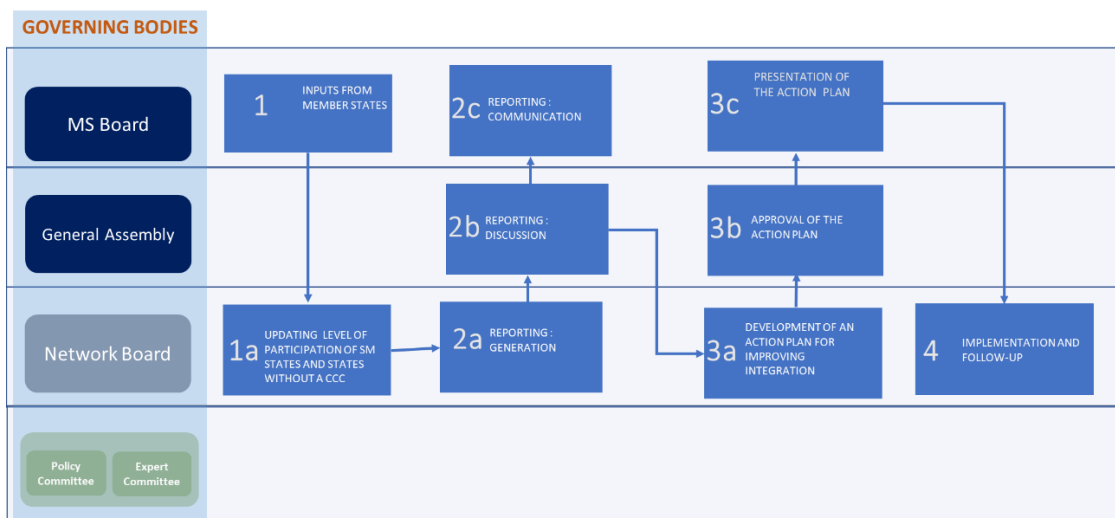 GOVERNING BODIES
MS Board
1
INPUTS FROM
MEMBER STATES
2c
REPORTING :
COMMUNICATION
3c
PRESENTATION OF
THE ACTION PLAN
General Assembly
2b
REPORTING :
DISCUSSION
3b
APPROVAL OF THE
ACTION PLAN
Network Board
1a
UPDATING LEVEL OF
PARTICIPATION OF SM
STATES AND STATES
WITHOUT A CCC
2a
REPORTING :
GENERATION
3a
DEVELOPMENT OF AN
ACTION PLAN FOR
IMPROVING
INTEGRATION
4
IMPLEMENTATION AND
FOLLOW-UP
Policy
Committee
Expert
Committee